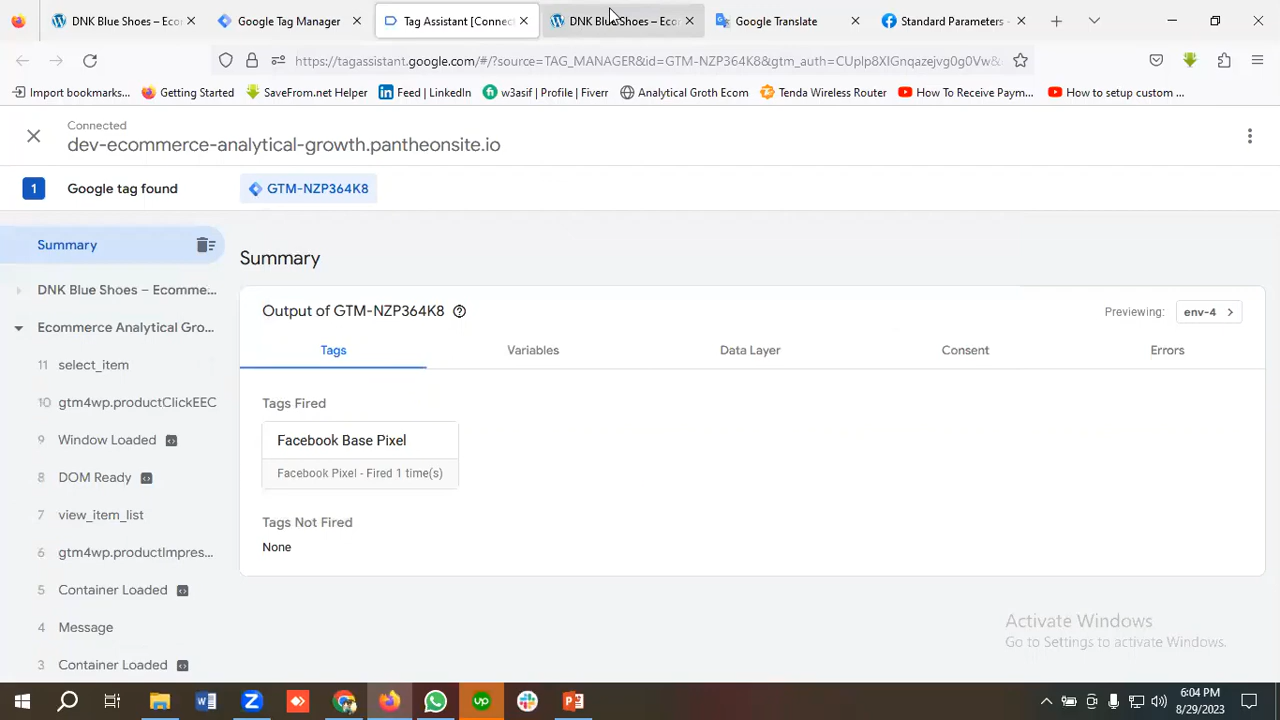 DNK Blue Shoes – Eco
Google Tag Manager
Tag Assistant [Connec
DNK Blue Shoes – Eco
Google Translate
Standard Parameters -
https://tagassistant.google.com/#/?source=TAG_MANAGER&id=GTM-NZP364K8&gtm_auth=CUplp8XIGnqazejvg0g0Vw&
Import bookmarks...
Getting Started
SaveFrom.net Helper
Feed | LinkedIn
w3asif | Profile | Fiverr
Analytical Groth Ecom
Tenda Wireless Router
How To Receive Paym...
How to setup custom ...
Connected
dev-ecommerce-analytical-growth.pantheonsite.io
1 Google tag found GTM-NZP364K8
Summary
DNK Blue Shoes – Ecomme...
Ecommerce Analytical Gro...
11 select_item
10 gtm4wp.productClickEEC
9 Window Loaded
8 DOM Ready
7 view_item_list
6 gtm4wp.productImpres...
5 Container Loaded
4 Message
3 Container Loaded
Summary
Output of GTM-NZP364K8
Previewing: env-4
Tags Variables Data Layer Consent Errors
Tags Fired
Facebook Base Pixel
Facebook Pixel - Fired 1 time(s)
Tags Not Fired
None
Activate Windows
Go to Settings to activate Windows.
6:04 PM
8/29/2023